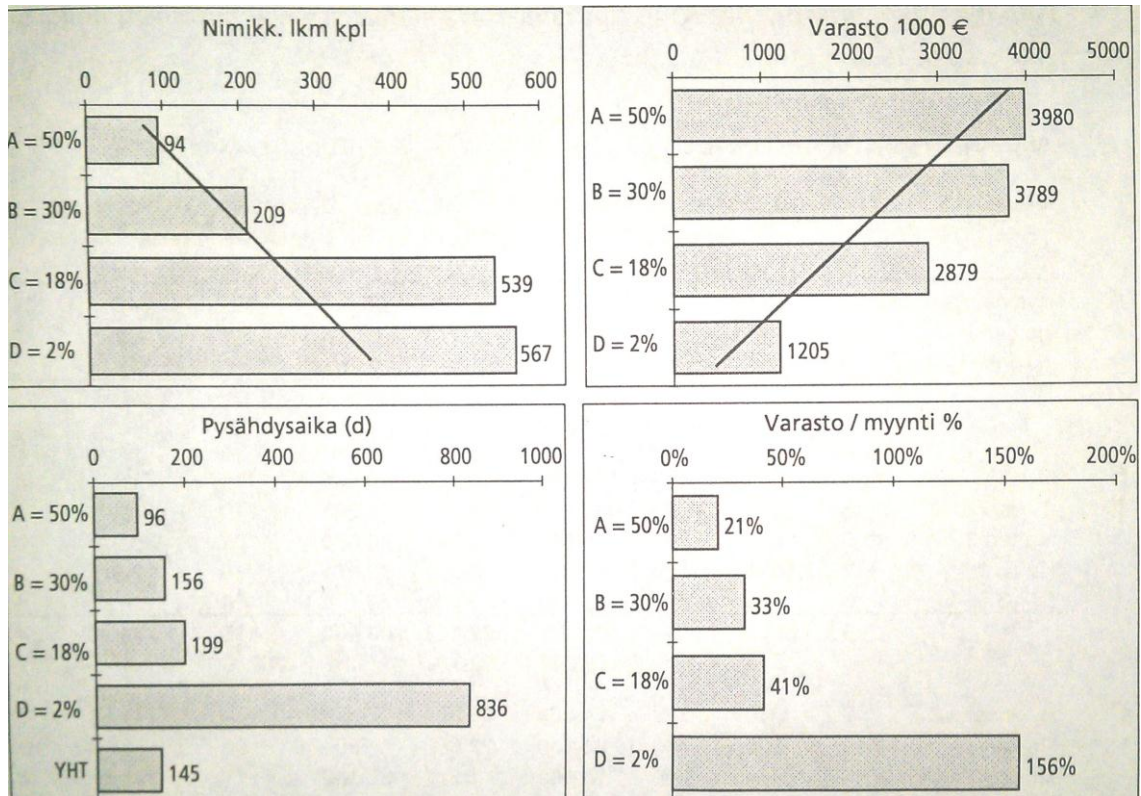 Nimikk. lkm kpl
0 100 200 300 400 500 600
A = 50% 94
B = 30% 209
C = 18% 539
D = 2% 567
Varasto 1000 €
0 1000 2000 3000 4000 5000
A = 50% 3980
B = 30% 3789
C = 18% 2879
D = 2% 1205
Pysähdysaika (d)
0 200 400 600 800 1000
A = 50% 96
B = 30% 156
C = 18% 199
D = 2% 836
YHT 145
Varasto / myynti %
0% 50% 100% 150% 200%
A = 50% 21%
B = 30% 33%
C = 18% 41%
D = 2% 156%